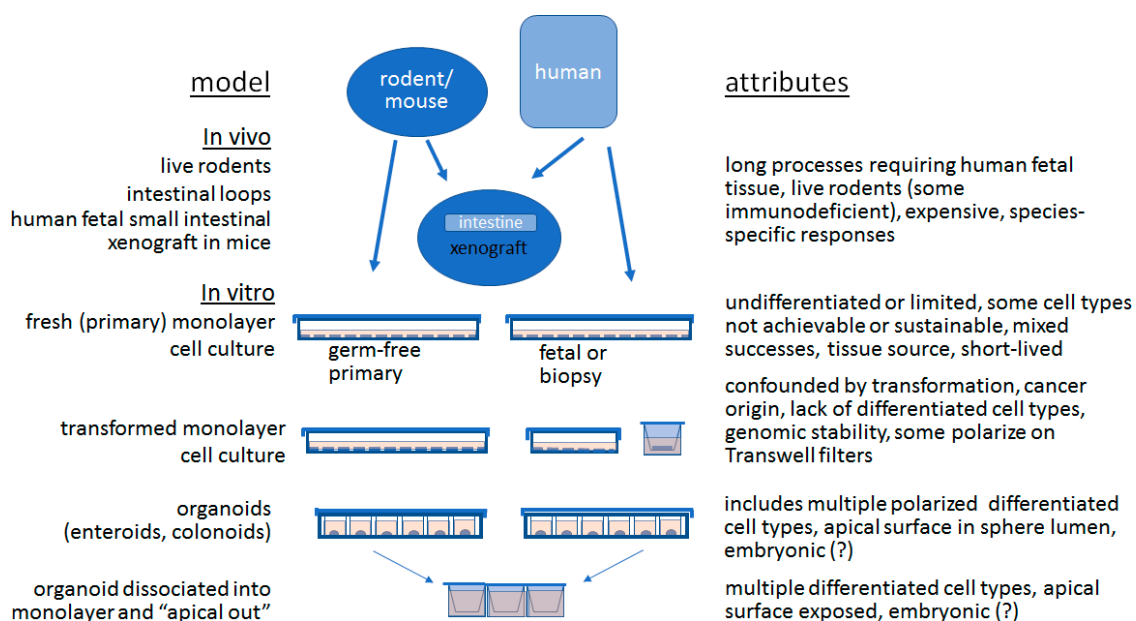 model
rodent/
mouse
human
attributes
In vivo
live rodents
intestinal loops
human fetal small intestinal
xenograft in mice
intestine
xenograft
long processes requiring human fetal
tissue, live rodents (some
immunodeficient), expensive, species-
specific responses
In vitro
fresh (primary) monolayer
cell culture
germ-free
primary
fetal or
biopsy
undifferentiated or limited, some cell types
not achievable or sustainable, mixed
successes, tissue source, short-lived
transformed monolayer
cell culture
confounded by transformation, cancer
origin, lack of differentiated cell types,
genomic stability, some polarize on
Transwell filters
organoids
(enteroids, colonoids)
includes multiple polarized differentiated
cell types, apical surface in sphere lumen,
embryonic (?)
organoid dissociated into
monolayer and “apical out”
multiple differentiated cell types, apical
surface exposed, embryonic (?)